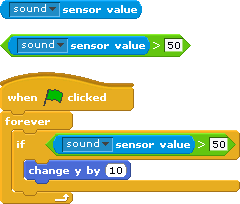 sound sensor value
sound sensor value > 50
when clicked
forever
if sound sensor value > 50
change y by 10